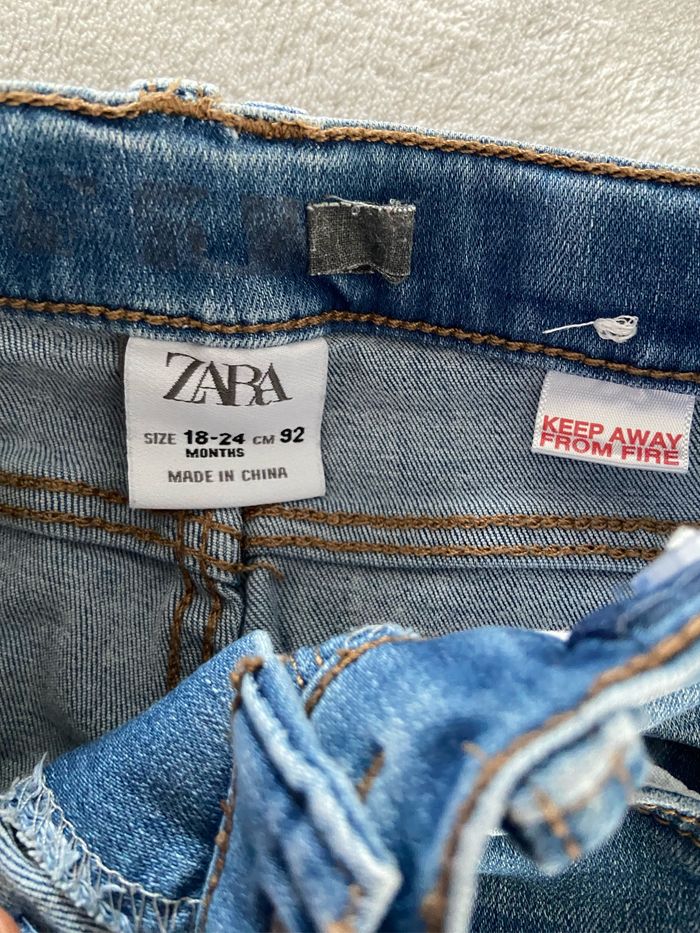 ZARA
SIZE 18-24 CM 92
MONTHS
MADE IN CHINA
KEEP AWAY
FROM FIRE